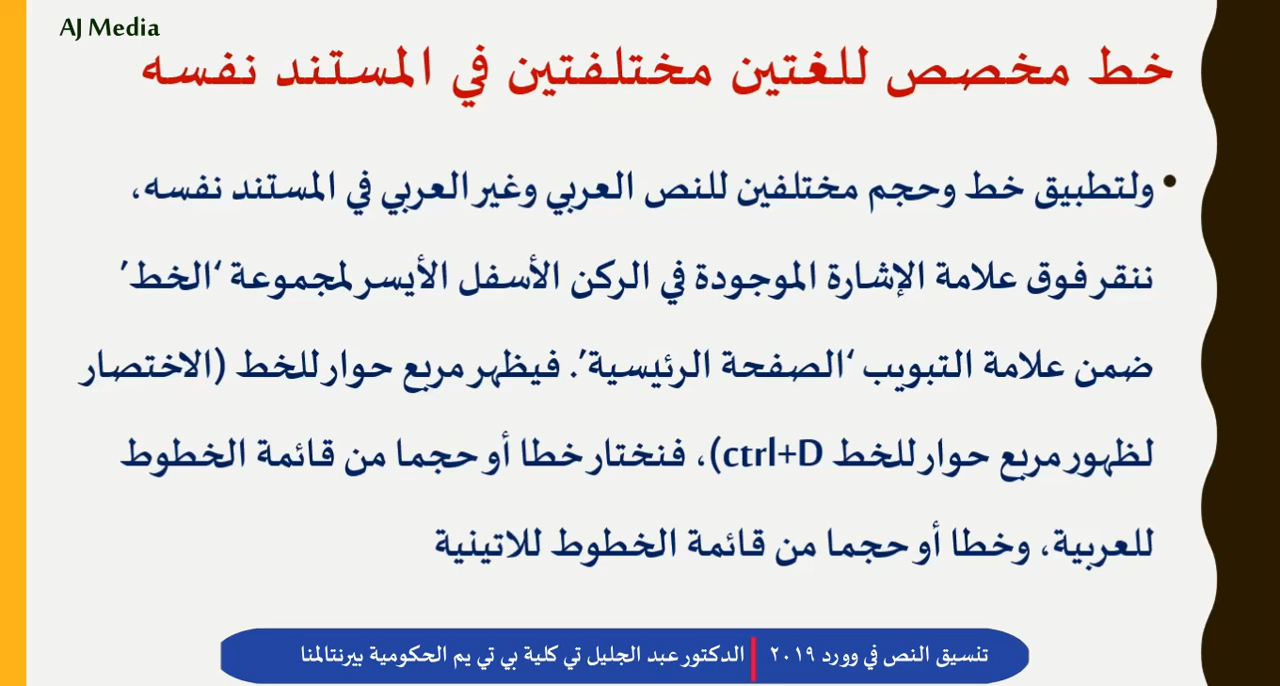 AJ Media
خط مخصص للغتين مختلفتين في المستند نفسه
• ولتطبيق خط وحجم مختلفين للنص العربي وغير العربي في المستند نفسه،
ننقر فوق علامة الإشارة الموجودة في الركن الأسفل الأيسر لمجموعة ‘الخط’
ضمن علامة التبويب ‘الصفحة الرئيسية’. فيظهر مربع حوار للخط (الاختصار
لظهور مربع حوار للخط ctrl+D)، فنختار خطا أو حجما من قائمة الخطوط
للعربية، وخطا أو حجما من قائمة الخطوط للاتينية
تنسيق النص في وورد ٢٠١٩ | الدكتور عبد الجليل تي كلية بي تي يم الحكومية بيرنتالمنا